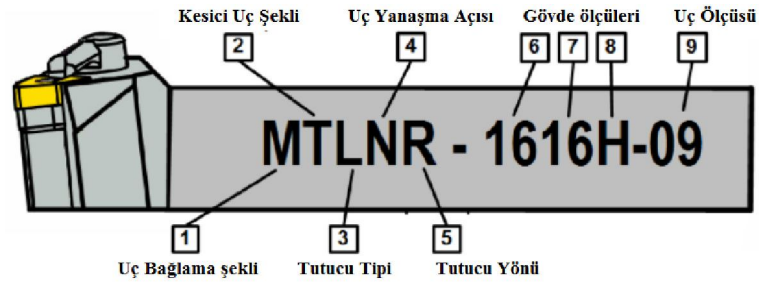 Kesici Uç Şekli Uç Yanaşma Açısı Gövde ölçüleri Uç Ölçüsü
2 4 6 7 8 9
MTLNR - 1616H-09
1 3 5
Uç Bağlama şekli Tutucu Tipi Tutucu Yönü